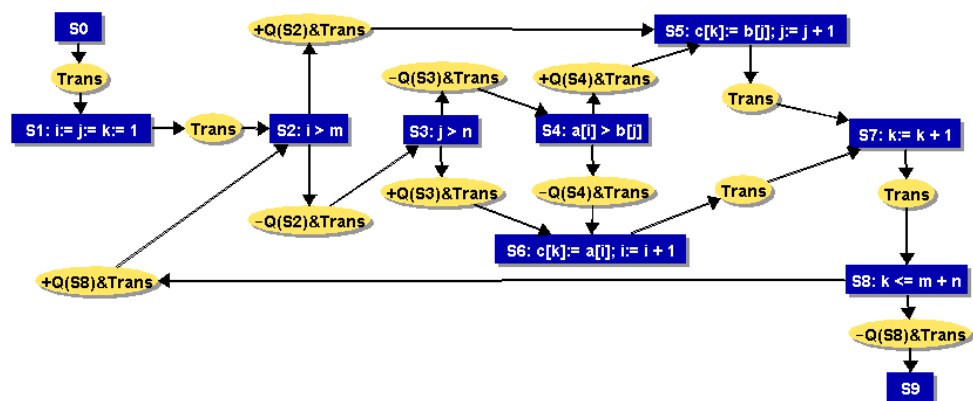 S0
+Q(S2)&Trans
S5: c[k]:= b[j]; j:= j + 1
Trans
−Q(S3)&Trans
+Q(S4)&Trans
Trans
S1: i:= j:= k:= 1
Trans
S2: i > m
S3: j > n
S4: a[i] > b[j]
S7: k:= k + 1
−Q(S2)&Trans
+Q(S3)&Trans
−Q(S4)&Trans
Trans
Trans
S6: c[k]:= a[i]; i:= i + 1
+Q(S8)&Trans
S8: k <= m + n
−Q(S8)&Trans
S9